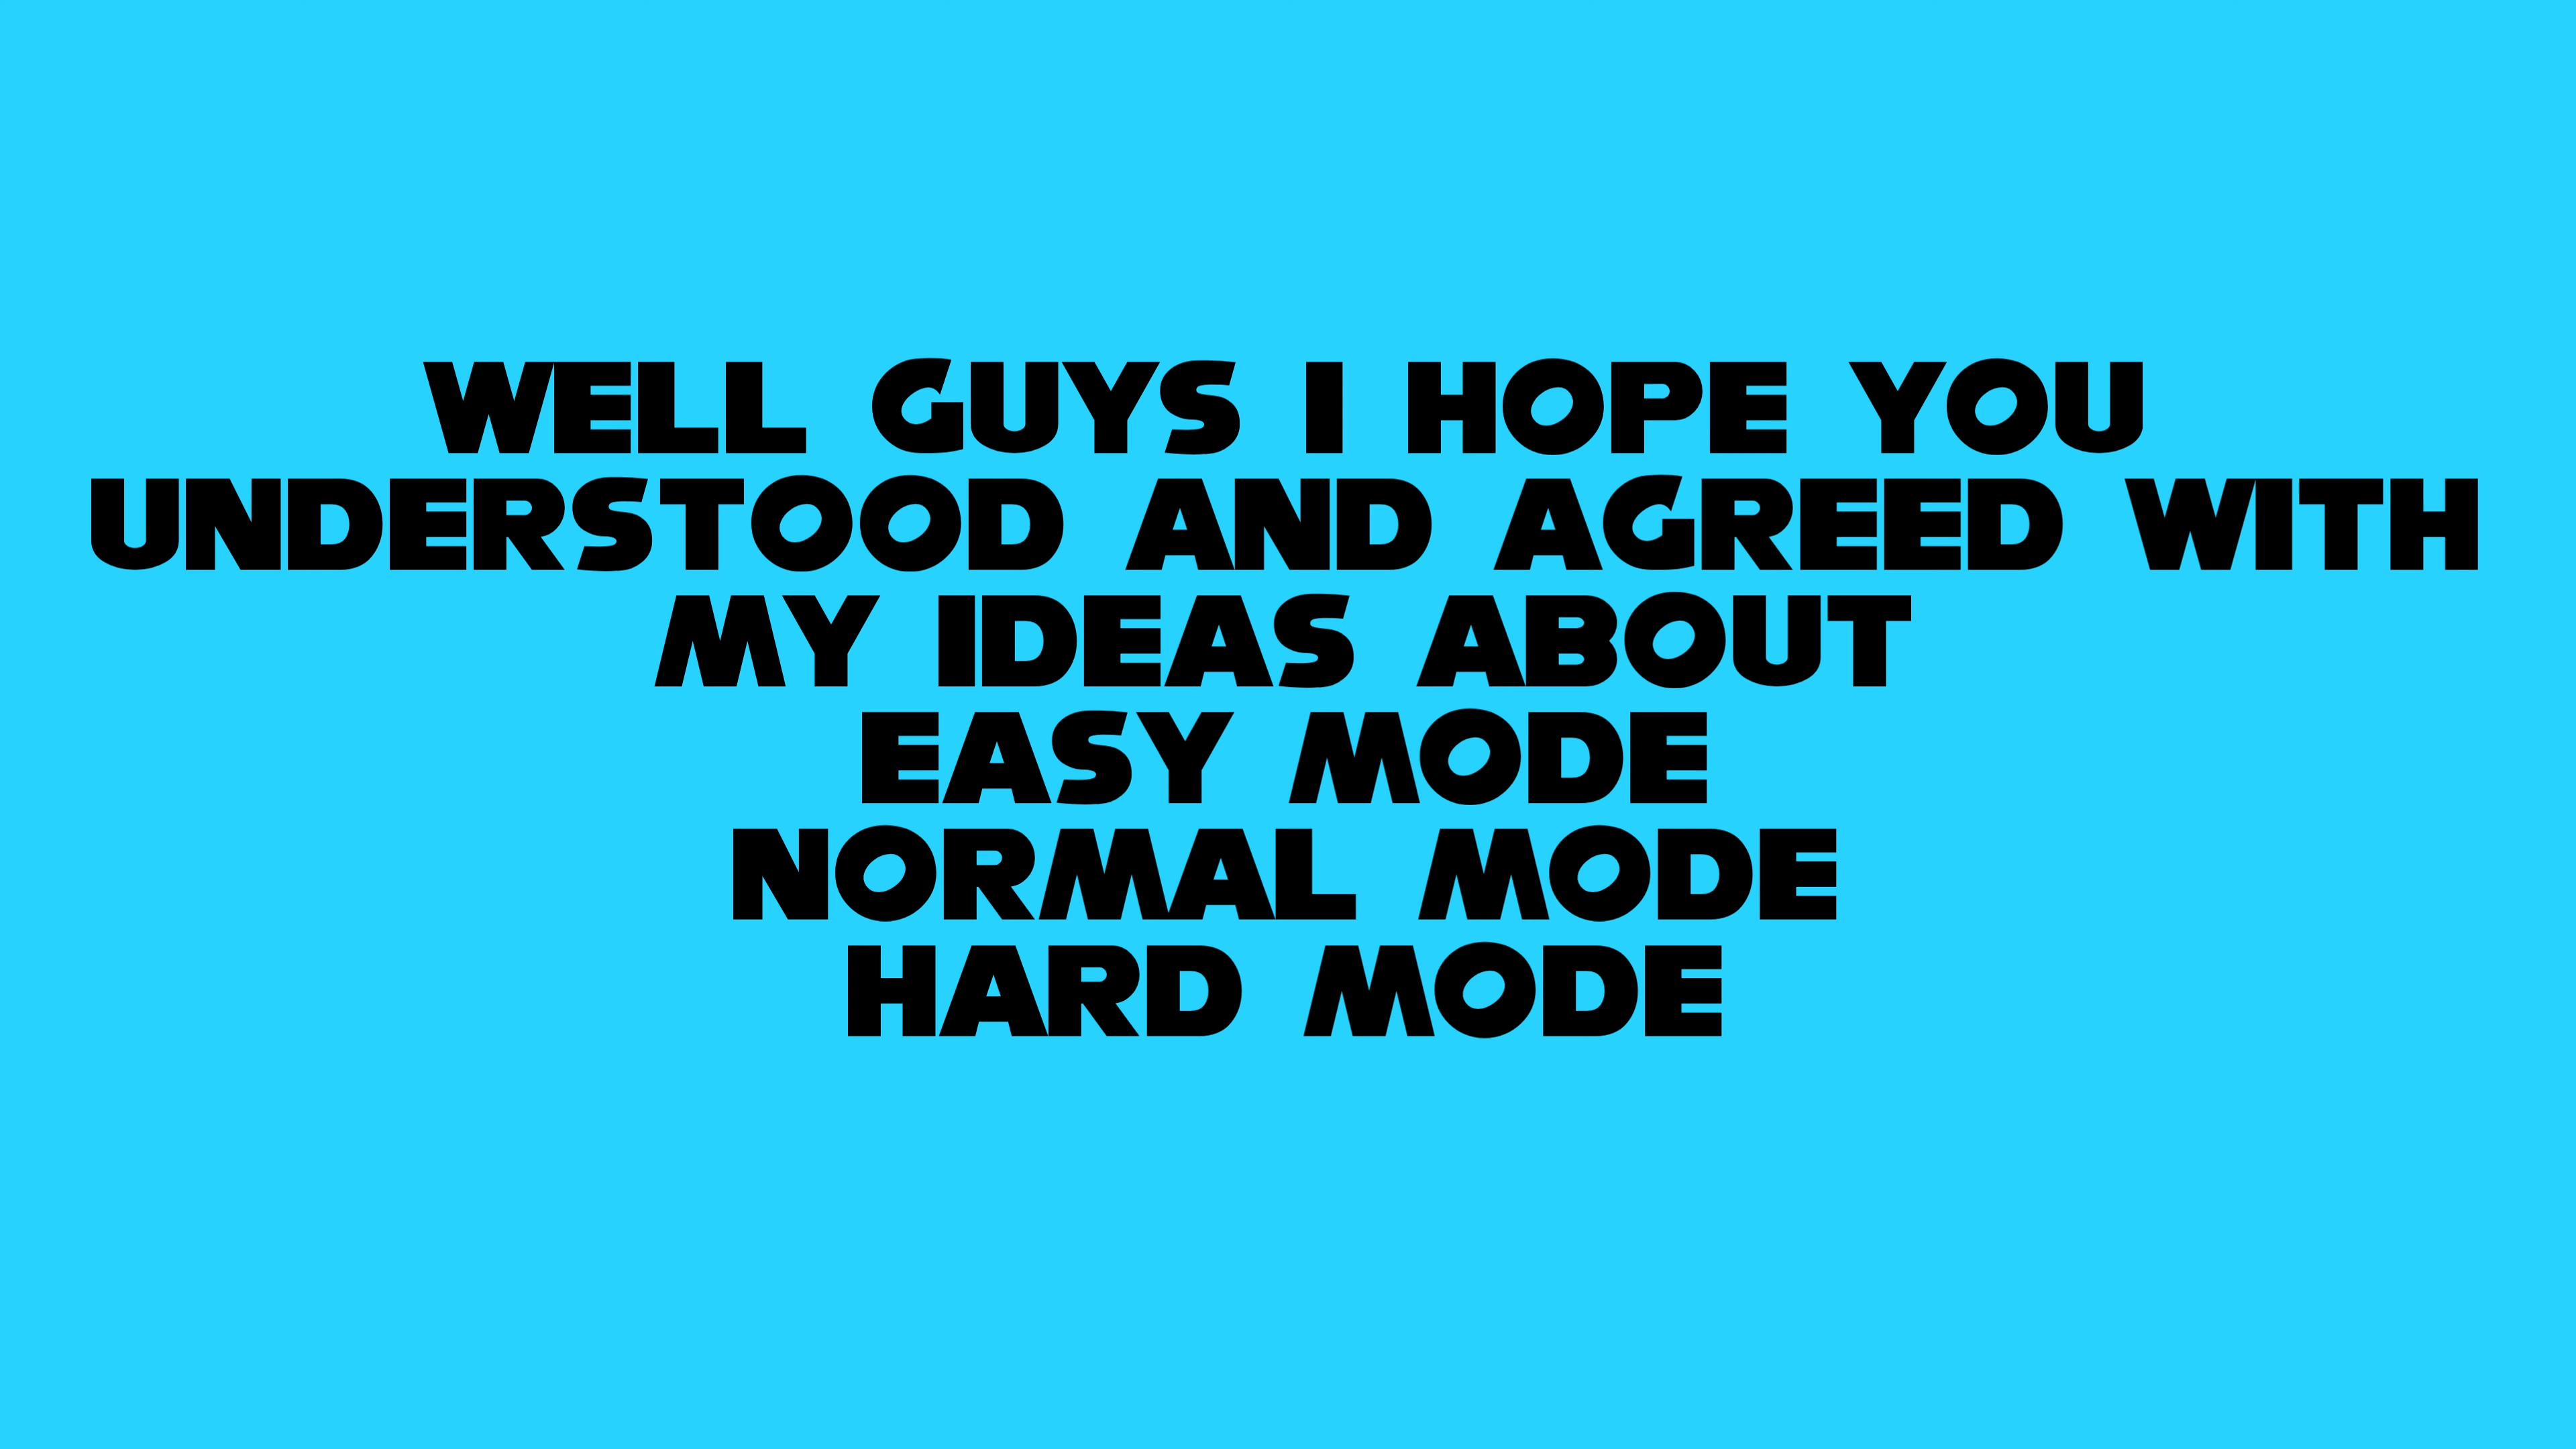 WELL GUYS I HOPE YOU
UNDERSTOOD AND AGREED WITH
MY IDEAS ABOUT
EASY MODE
NORMAL MODE
HARD MODE